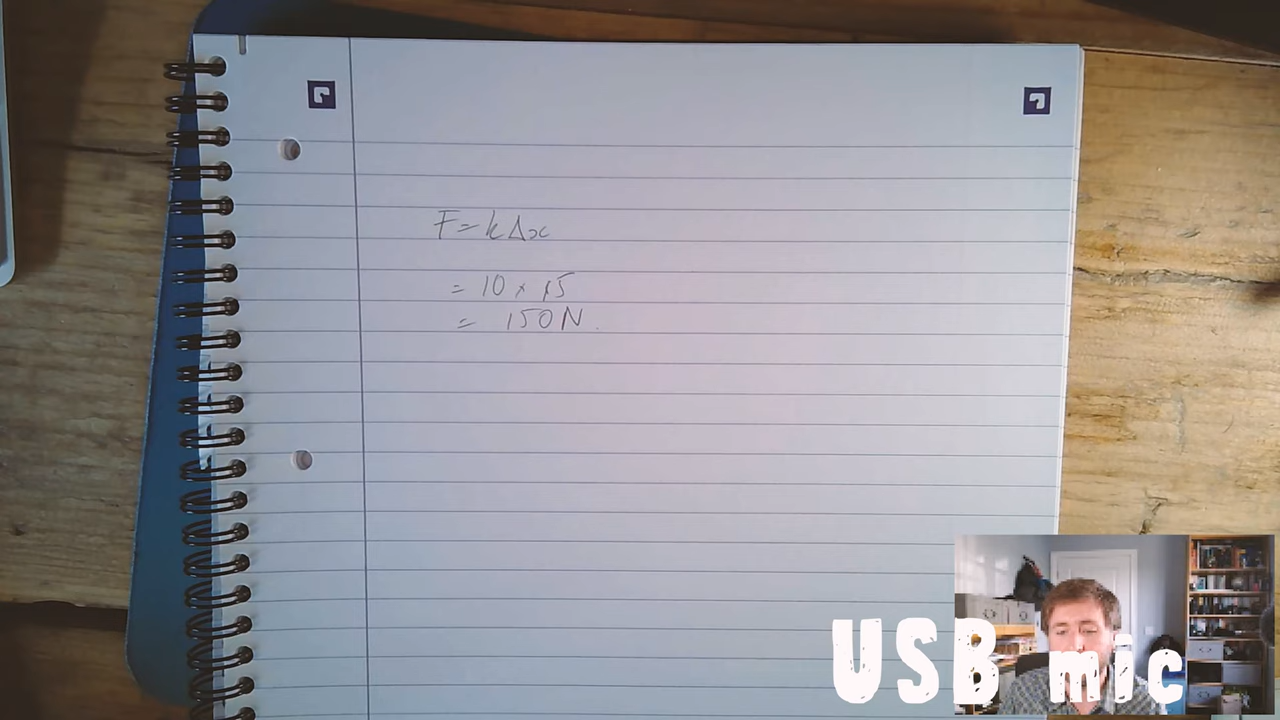 F = kΔx
= 10 × 15
= 150N
USB mic